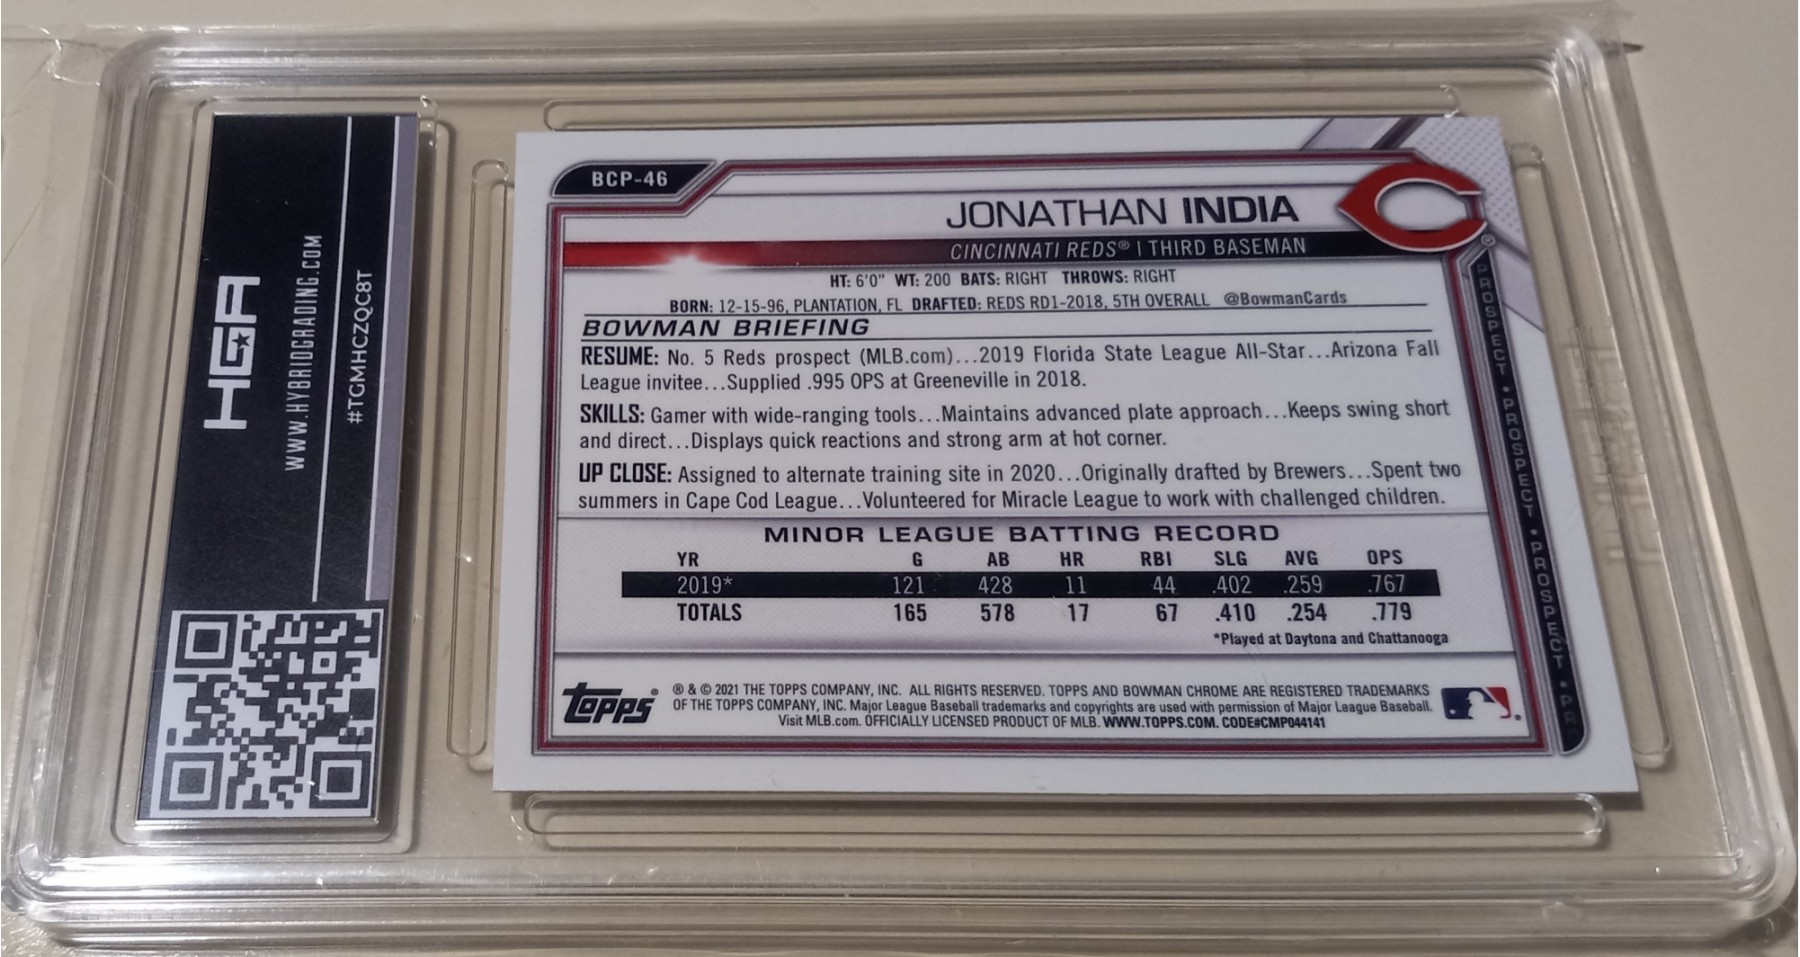 HGA
WWW.HYBRIDGRADING.COM
#TGMHCZQC8T
BCP-46
JONATHAN INDIA
CINCINNATI REDS® | THIRD BASEMAN
HT: 6'0" WT: 200 BATS: RIGHT THROWS: RIGHT
BORN: 12-15-96, PLANTATION, FL DRAFTED: REDS RD1-2018, 5TH OVERALL @BowmanCards
BOWMAN BRIEFING
RESUME: No. 5 Reds prospect (MLB.com)...2019 Florida State League All-Star...Arizona Fall
League invitee...Supplied .995 OPS at Greeneville in 2018.
SKILLS: Gamer with wide-ranging tools...Maintains advanced plate approach...Keeps swing short
and direct...Displays quick reactions and strong arm at hot corner.
UP CLOSE: Assigned to alternate training site in 2020...Originally drafted by Brewers...Spent two
summers in Cape Cod League...Volunteered for Miracle League to work with challenged children.
MINOR LEAGUE BATTING RECORD
YR G AB HR RBI SLG AVG OPS
2019* 121 428 11 44 .402 .259 .767
TOTALS 165 578 17 67 .410 .254 .779
*Played at Daytona and Chattanooga
Topps® ® & © 2021 THE TOPPS COMPANY, INC. ALL RIGHTS RESERVED. TOPPS AND BOWMAN CHROME ARE REGISTERED TRADEMARKS
OF THE TOPPS COMPANY, INC. Major League Baseball trademarks and copyrights are used with permission of Major League Baseball.
Visit MLB.com. OFFICIALLY LICENSED PRODUCT OF MLB. WWW.TOPPS.COM. CODE#CMP044141
PROSPECT • PROSPECT • PROSPECT • PR